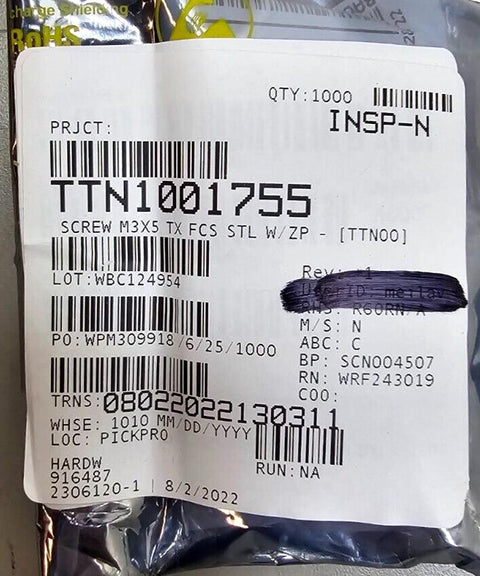 charge Shielding
RoHS
QTY:1000
INSP-N
PRJCT:
TTN1001755
SCREW M3X5 TX FCS STL W/ZP - [TTN00]
LOT:WBC124954
Rev:
PO:WPM309918/6/25/1000
M/S: N
ABC: C
BP: SCN004507
RN: WRF243019
COO:
TRNS:08022022130311
WHSE: 1010 MM/DD/YYYY
LOC: PICKPRO
RUN:NA
HARDW
916487
2306120-1 | 8/2/2022